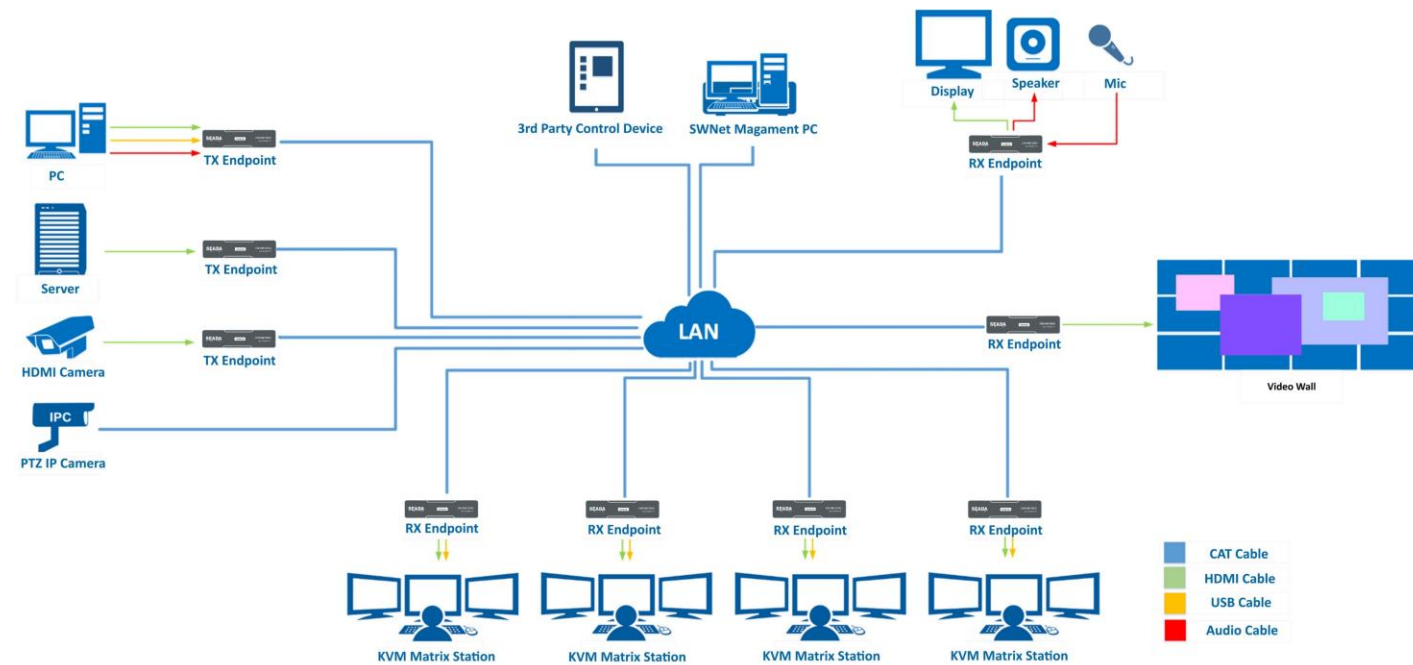 3rd Party Control Device
SWNet Magament PC
Display
Speaker
Mic
RX Endpoint
PC
TX Endpoint
Server
TX Endpoint
HDMI Camera
TX Endpoint
IPC
PTZ IP Camera
LAN
RX Endpoint
Video Wall
RX Endpoint
RX Endpoint
RX Endpoint
RX Endpoint
KVM Matrix Station
KVM Matrix Station
KVM Matrix Station
KVM Matrix Station
CAT Cable
HDMI Cable
USB Cable
Audio Cable